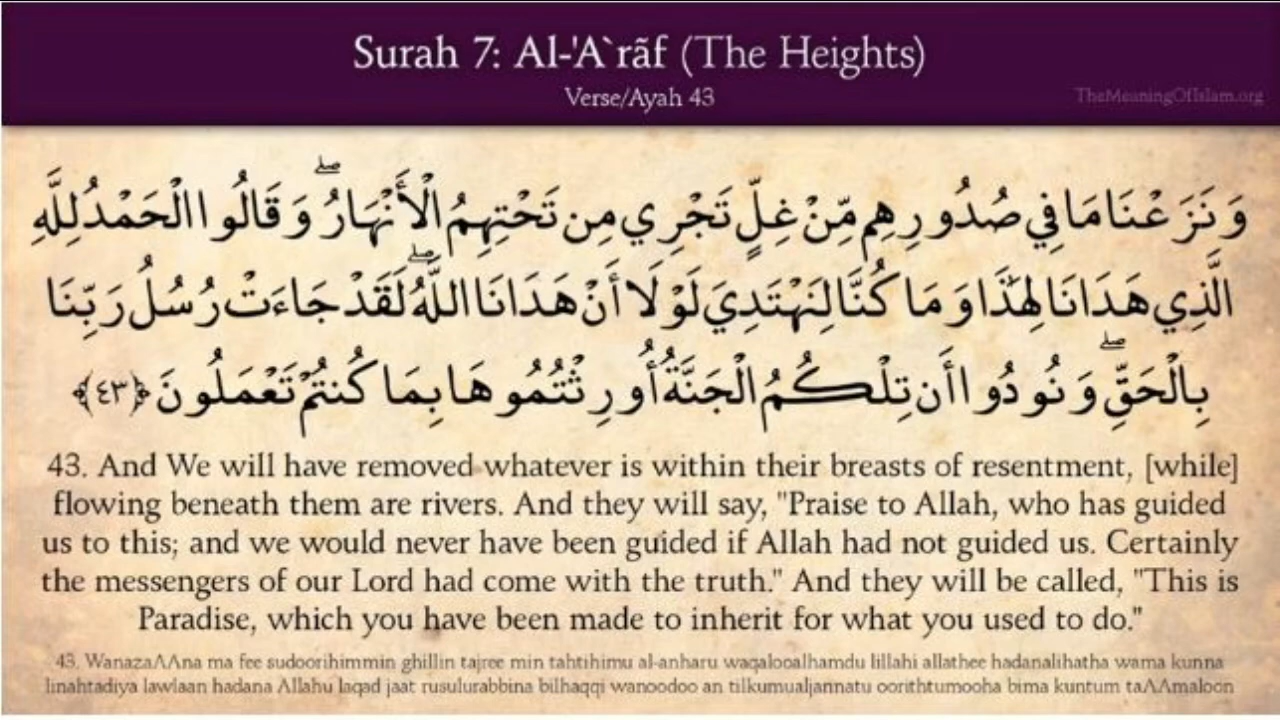 Surah 7: Al-'A`rãf (The Heights)
Verse/Ayah 43
TheMeaningOfIslam.org
وَنَزَعْنَا مَا فِي صُدُورِهِم مِّنْ غِلٍّ تَجْرِي مِن تَحْتِهِمُ الْأَنْهَارُ ۖ وَقَالُوا الْحَمْدُ لِلَّهِ
الَّذِي هَدَانَا لِهَٰذَا وَمَا كُنَّا لِنَهْتَدِيَ لَوْلَا أَنْ هَدَانَا اللَّهُ ۖ لَقَدْ جَاءَتْ رُسُلُ رَبِّنَا
بِالْحَقِّ ۖ وَنُودُوا أَن تِلْكُمُ الْجَنَّةُ أُورِثْتُمُوهَا بِمَا كُنتُمْ تَعْمَلُونَ ﴿٤٣﴾
43. And We will have removed whatever is within their breasts of resentment, [while]
flowing beneath them are rivers. And they will say, "Praise to Allah, who has guided
us to this; and we would never have been guided if Allah had not guided us. Certainly
the messengers of our Lord had come with the truth." And they will be called, "This is
Paradise, which you have been made to inherit for what you used to do."
43. WanazaAAna ma fee sudoorihimmin ghillin tajree min tahtihimu al-anharu waqalooalhamdu lillahi allathee hadanalihatha wama kunna
linahtadiya lawlaan hadana Allahu laqad jaat rusulurabbina bilhaqqi wanoodoo an tilkumualjannatu oorithtumooha bima kuntum taAAmaloon